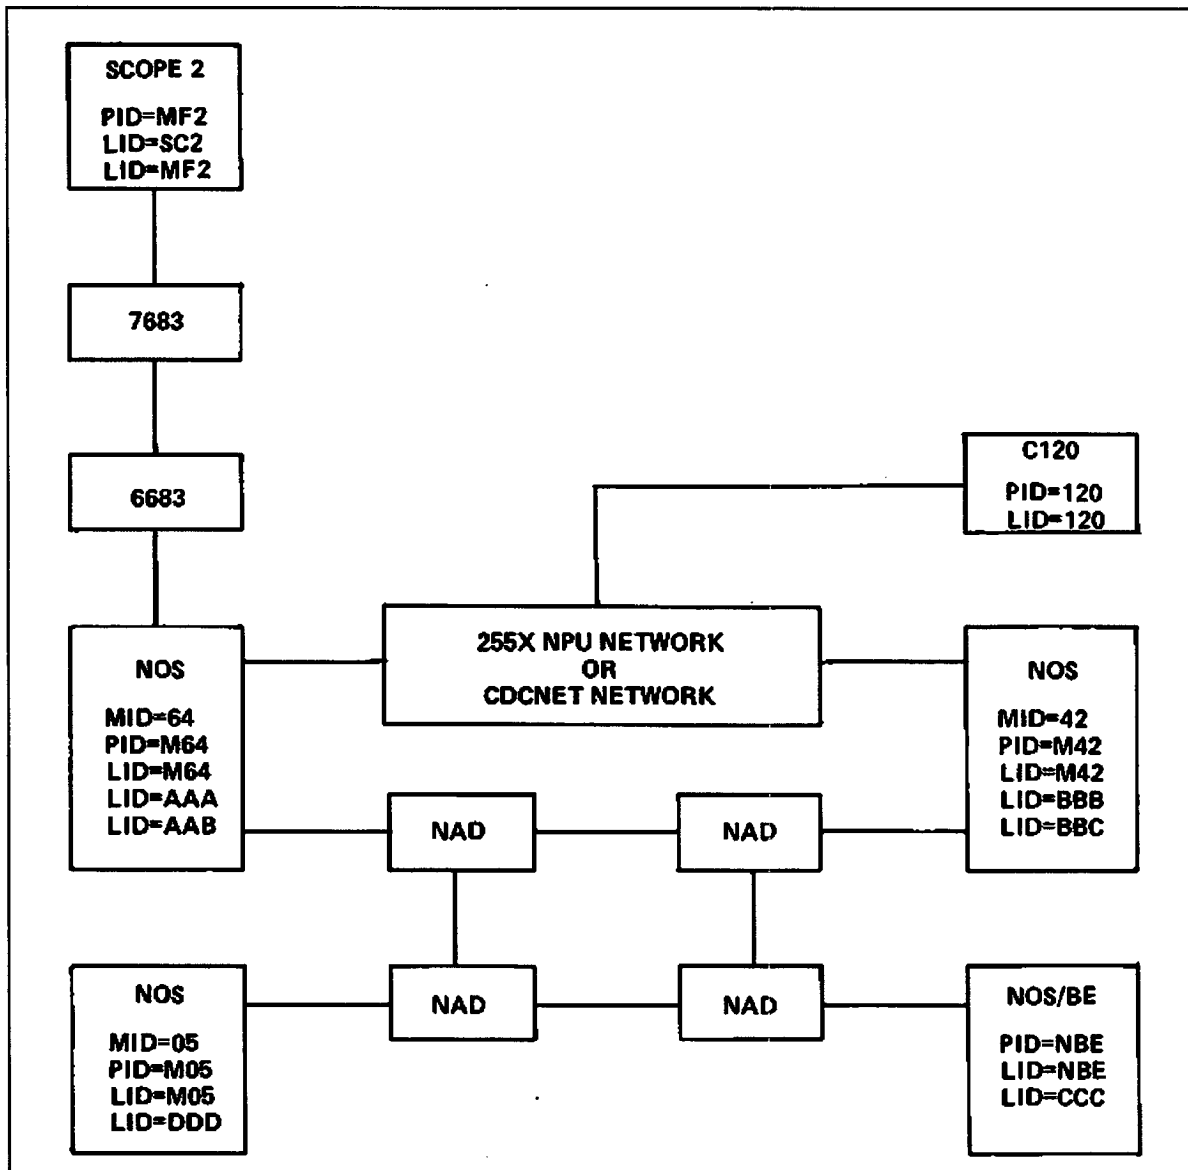 SCOPE 2
PID=MF2
LID=SC2
LID=MF2
7683
6683
C120
PID=120
LID=120
NOS
MID=64
PID=M64
LID=M64
LID=AAA
LID=AAB
255X NPU NETWORK
OR
CDCNET NETWORK
NOS
MID=42
PID=M42
LID=M42
LID=BBB
LID=BBC
NAD
NAD
NOS
MID=05
PID=M05
LID=M05
LID=DDD
NAD
NAD
NOS/BE
PID=NBE
LID=NBE
LID=CCC